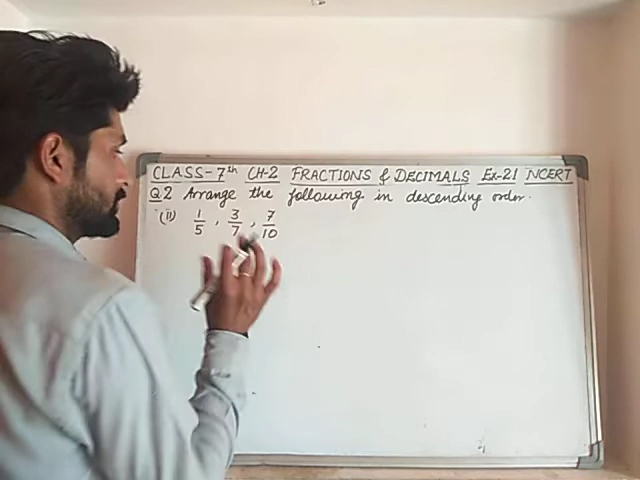 CLASS-7th CH-2 FRACTIONS & DECIMALS Ex-2.1 NCERT
Q.2 Arrange the following in descending order.
(ii) 1/5, 3/7, 7/10